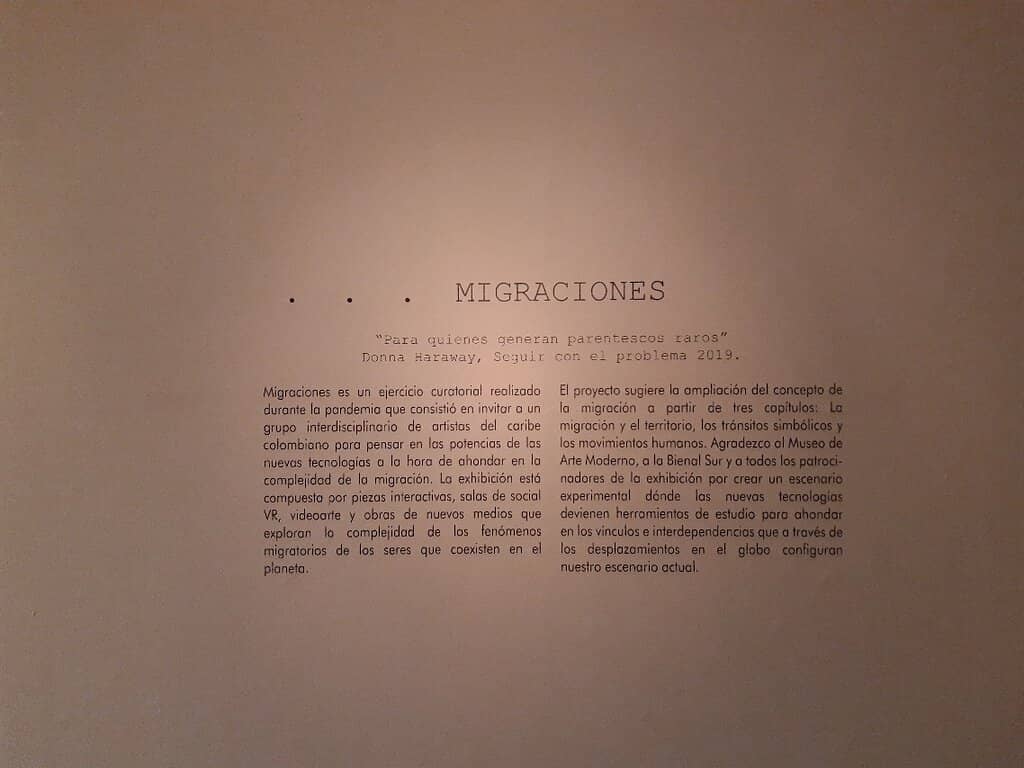 . . . MIGRACIONES
"Para quienes generan parentescos raros"
Donna Haraway, Seguir con el problema 2019.
Migraciones es un ejercicio curatorial realizado
durante la pandemia que consistió en invitar a un
grupo interdisciplinario de artistas del caribe
colombiano para pensar en las potencias de las
nuevas tecnologías a la hora de ahondar en la
complejidad de la migración. La exhibición está
compuesta por piezas interactivas, salas de social
VR, videoarte y obras de nuevos medios que
exploran la complejidad de los fenómenos
migratorios de los seres que coexisten en el
planeta.
El proyecto sugiere la ampliación del concepto de
la migración a partir de tres capítulos: La
migración y el territorio, los tránsitos simbólicos y
los movimientos humanos. Agradezco al Museo de
Arte Moderno, a la Bienal Sur y a todos los patroci-
nadores de la exhibición por crear un escenario
experimental dónde las nuevas tecnologías
devienen herramientos de estudio para ahondar
en los vinculos e interdependencias que a través de
los desplazamientos en el globo configuran
nuestro escenario actual.